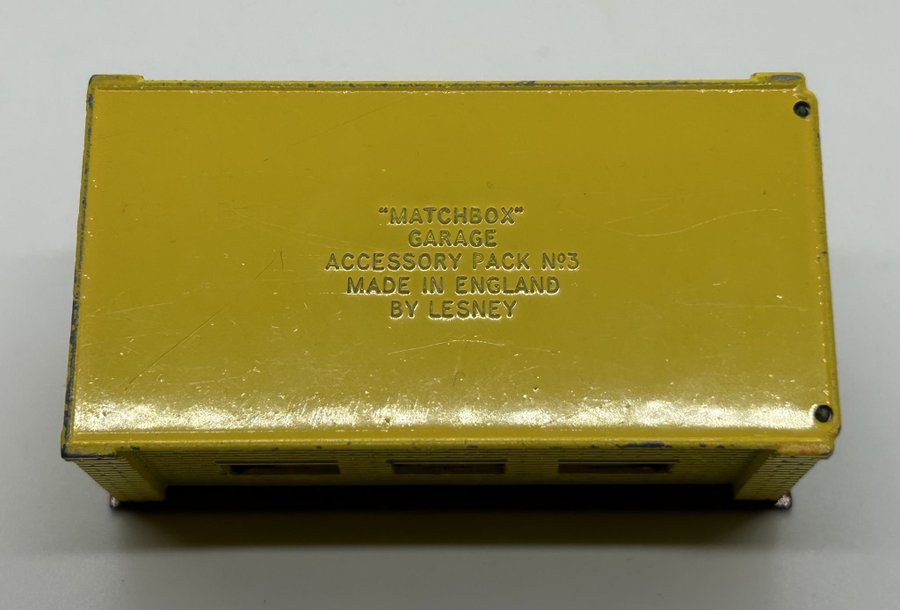 “MATCHBOX”
GARAGE
ACCESSORY PACK Nº3
MADE IN ENGLAND
BY LESNEY